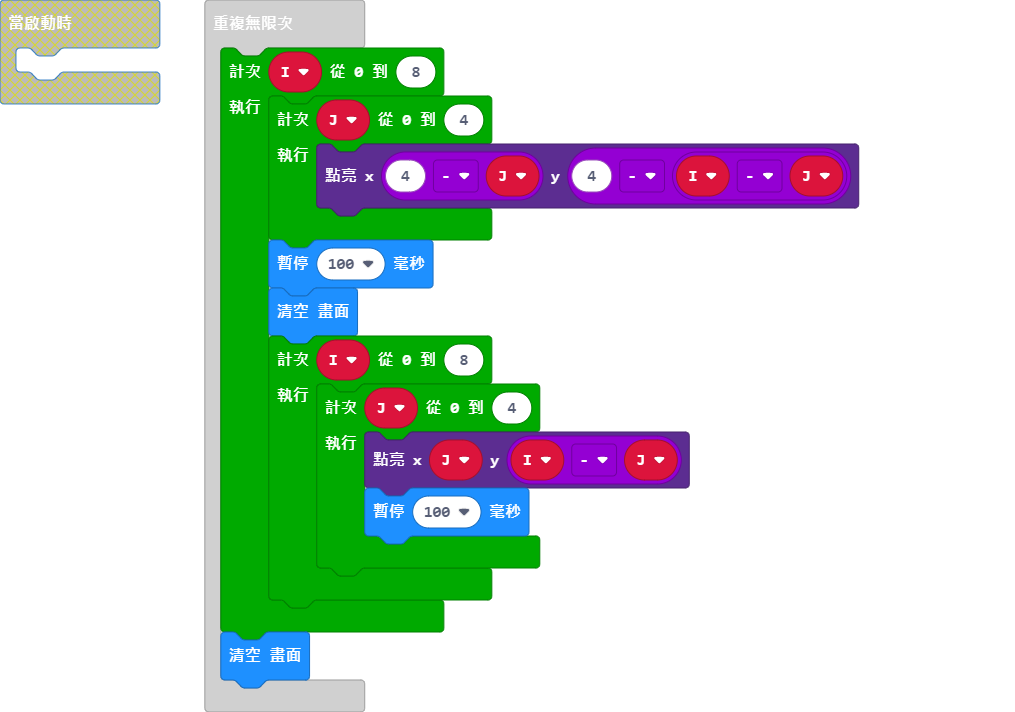 當啟動時
重複無限次
計次 I 從 0 到 8
執行
計次 J 從 0 到 4
執行
點亮 x 4 - J y 4 - I - J
暫停 100 毫秒
清空 畫面
計次 I 從 0 到 8
執行
計次 J 從 0 到 4
執行
點亮 x J y I - J
暫停 100 毫秒
清空 畫面